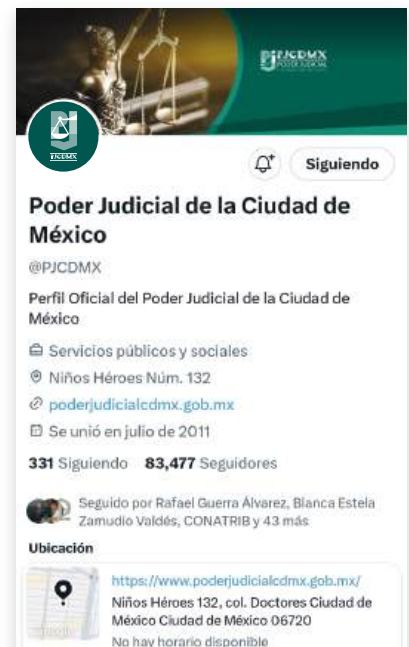 PJCDMX
PODER JUDICIAL
PJCDMX
Siguiendo
Poder Judicial de la Ciudad de
México
@PJCDMX
Perfil Oficial del Poder Judicial de la Ciudad de
México
Servicios públicos y sociales
Niños Héroes Núm. 132
poderjudicialcdmx.gob.mx
Se unió en julio de 2011
331 Siguiendo 83,477 Seguidores
Seguido por Rafael Guerra Álvarez, Blanca Estela
Zamudio Valdés, CONATRIB y 43 más
Ubicación
https://www.poderjudicialcdmx.gob.mx/
Niños Héroes 132, col. Doctores Ciudad de
México Ciudad de México 06720
No hay horario disponible